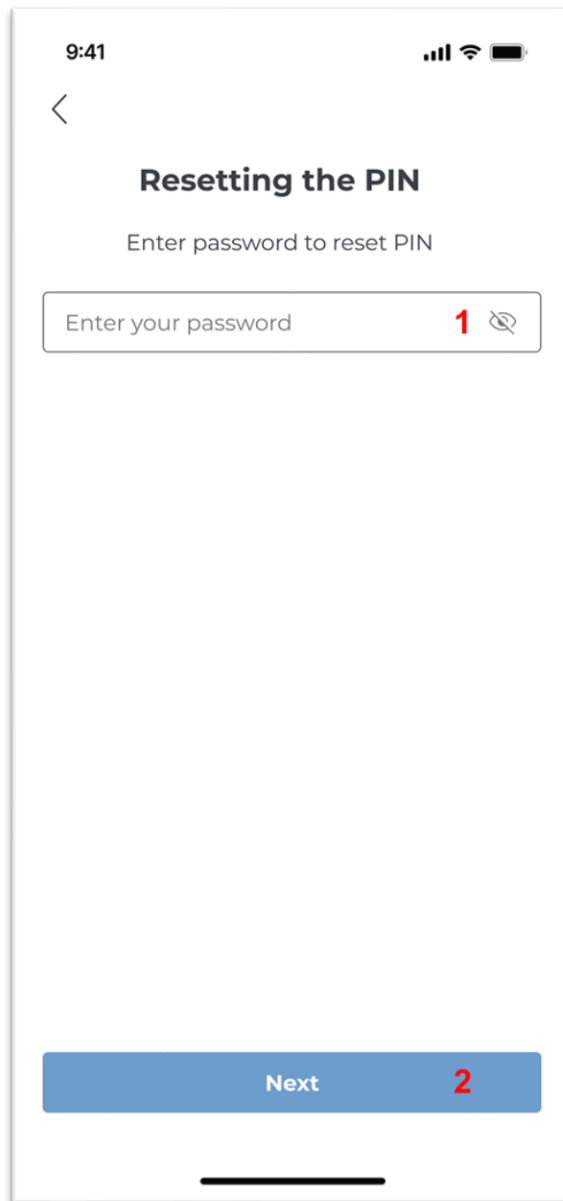 9:41
Resetting the PIN
Enter password to reset PIN
Enter your password 1
Next 2